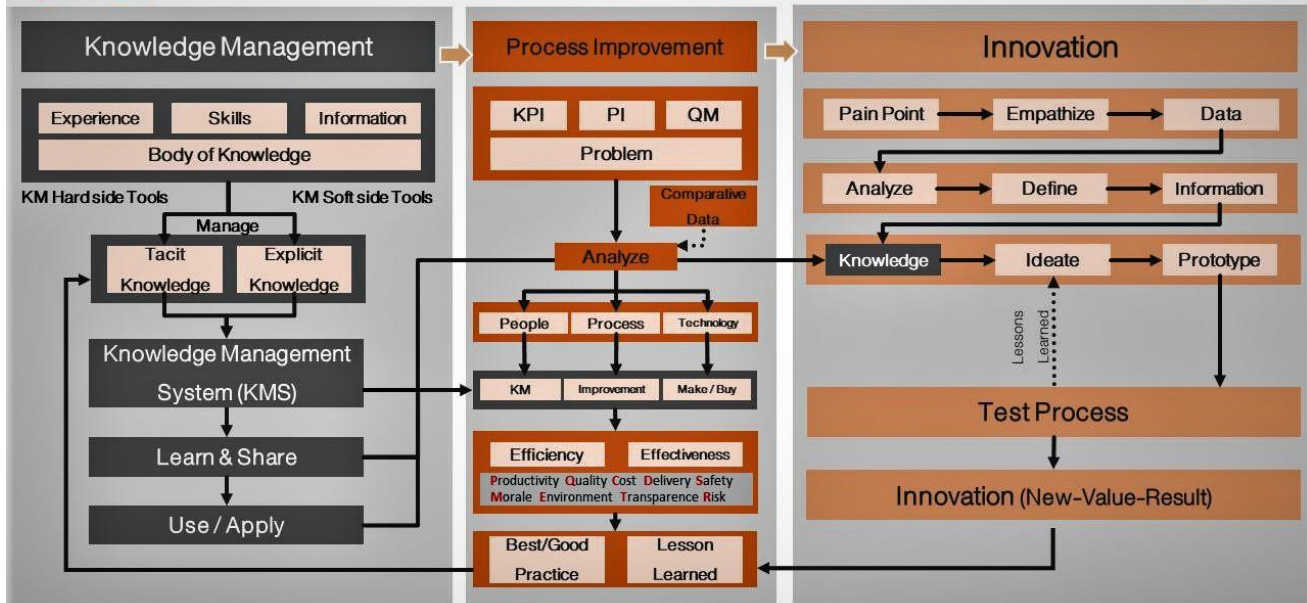 Knowledge Management
Experience
Skills
Information
Body of Knowledge
KM Hard side Tools
KM Soft side Tools
Manage
Tacit
Knowledge
Explicit
Knowledge
Knowledge Management
System (KMS)
Learn & Share
Use / Apply
Process Improvement
KPI
PI
QM
Problem
Comparative
Data
Analyze
People
Process
Technology
KM
Improvement
Make / Buy
Efficiency
Effectiveness
Productivity Quality Cost Delivery Safety
Morale Environment Transparence Risk
Best/Good
Practice
Lesson
Learned
Innovation
Pain Point
Empathize
Data
Analyze
Define
Information
Knowledge
Ideate
Prototype
Lessons
Learned
Test Process
Innovation (New-Value-Result)